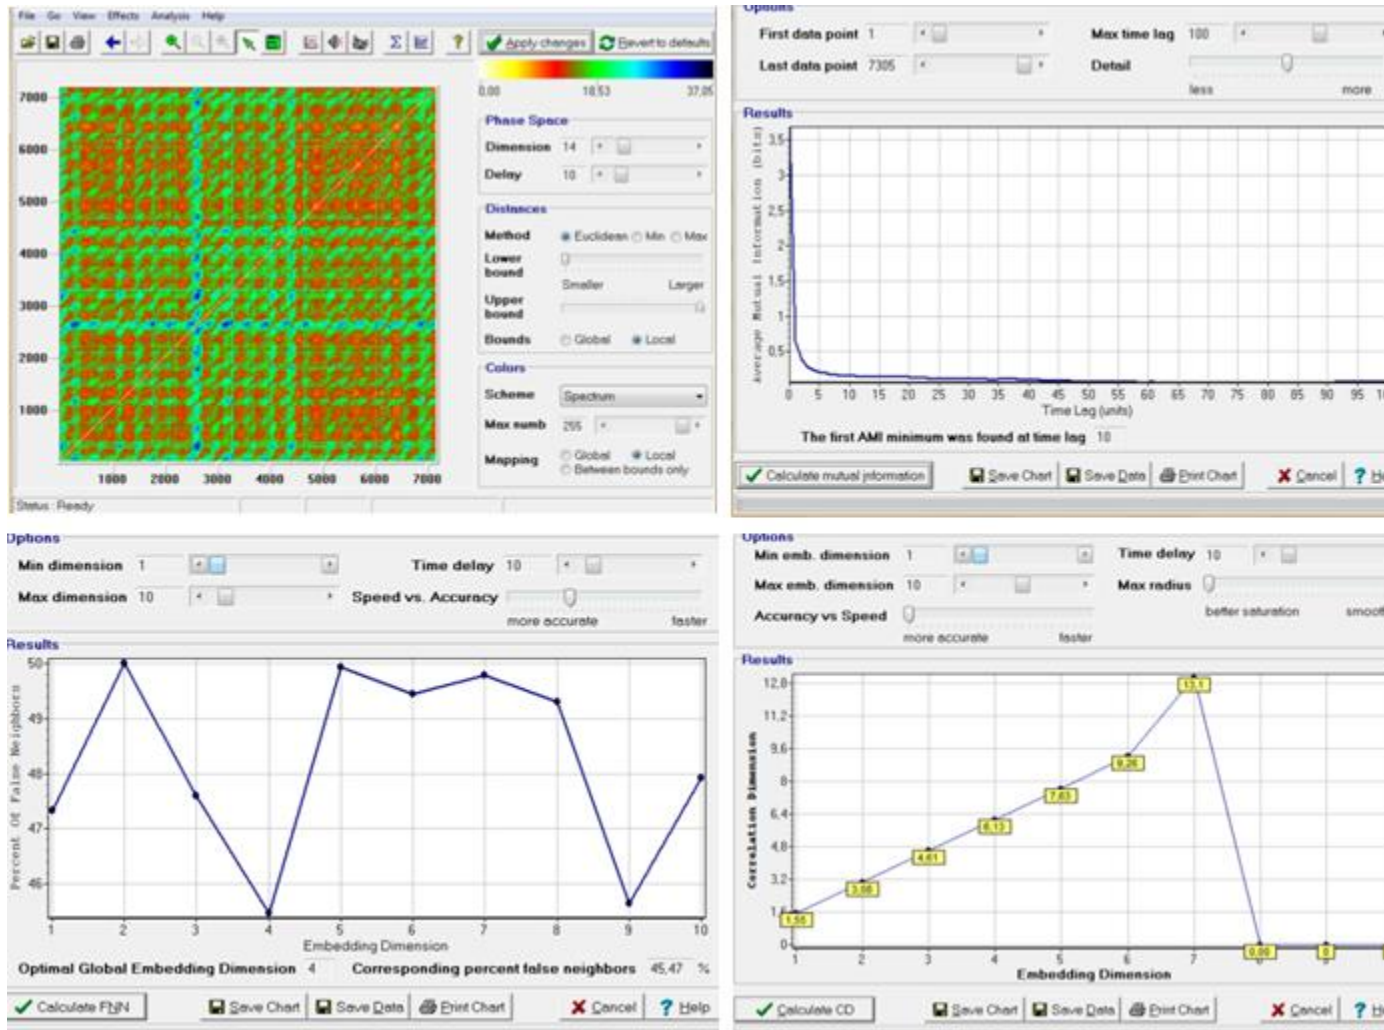 File Go View Effects Analysis Help
Apply changes Revert to defaults
0,00 18,53 37,05
Phase Space
Dimension 14
Delay 10
Distances
Method Euclidean Min Max
Lower bound
Smaller Larger
Upper bound
Bounds Global Local
Colors
Scheme Spectrum
Max numb 255
Mapping Global Local
Between bounds only
7000
6000
5000
4000
3000
2000
1000
1000 2000 3000 4000 5000 6000 7000
Status: Ready
Options
First data point 1 Max time lag 100
Last data point 7305 Detail
less more
Results
Average Mutual Information (bits)
3.5
3
2.5
2
1.5
1
0.5
0 5 10 15 20 25 30 35 40 45 50 55 60 65 70 75 80 85 90 95
Time Lag (units)
The first AMI minimum was found at time lag 10
Calculate mutual information Save Chart Save Data Print Chart Cancel
Options
Min dimension 1 Time delay 10
Max dimension 10 Speed vs. Accuracy
more accurate faster
Results
Percent Of False Neighbors
50
49
48
47
46
1 2 3 4 5 6 7 8 9 10
Embedding Dimension
Optimal Global Embedding Dimension 4 Corresponding percent false neighbors 45,47 %
Calculate FNN Save Chart Save Data Print Chart Cancel Help
Options
Min emb. dimension 1 Time delay 10
Max emb. dimension 10 Max radius
better saturation smoot
Accuracy vs Speed
more accurate faster
Results
Correlation Dimension
12,8
11,2
9,6
8
6,4
4,8
3,2
1,6
0
1,55 4,61 6,13 7,63 9,26 13,1 0,00 0
1 2 3 4 5 6 7
Embedding Dimension
Calculate CD Save Chart Save Data Print Chart Cancel